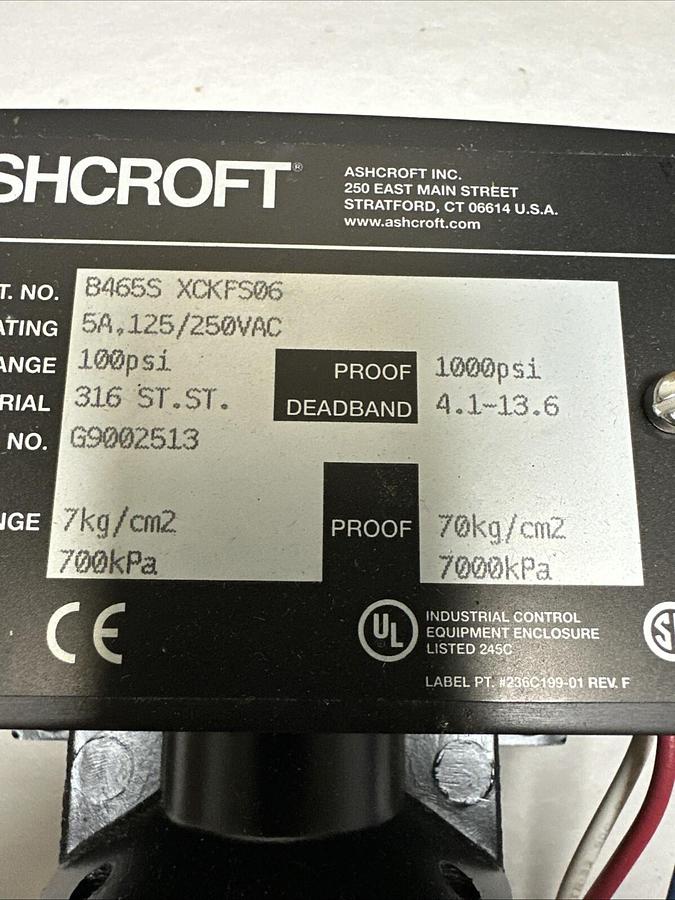 SHCROFT®
ASHCROFT INC.
250 EAST MAIN STREET
STRATFORD, CT 06614 U.S.A.
www.ashcroft.com
T. NO. B465S XCKFS06
ATING 5A,125/250VAC
ANGE 100psi PROOF 1000psi
RIAL 316 ST.ST. DEADBAND 4.1-13.6
NO. G9002513
NGE 7kg/cm2 PROOF 70kg/cm2
700kPa 7000kPa
CE
UL
INDUSTRIAL CONTROL
EQUIPMENT ENCLOSURE
LISTED 245C
LABEL PT. #236C199-01 REV. F